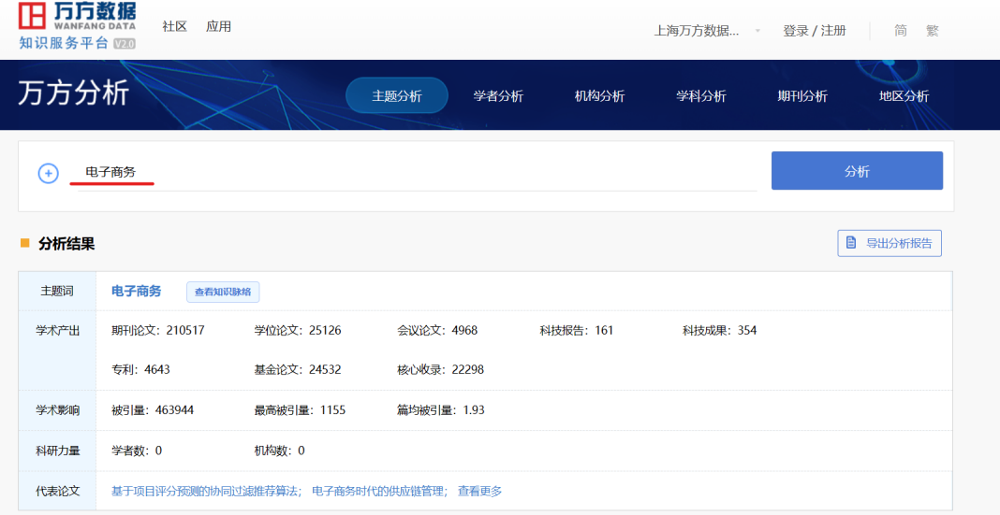 万方数据
WANFANG DATA
知识服务平台 V2.0
社区 应用
上海万方数据... 登录 / 注册 简 繁
万方分析
主题分析 学者分析 机构分析 学科分析 期刊分析 地区分析
电子商务
分析
分析结果
导出分析报告
主题词 电子商务 查看知识脉络
学术产出 期刊论文：210517 学位论文：25126 会议论文：4968 科技报告：161 科技成果：354
专利：4643 基金论文：24532 核心收录：22298
学术影响 被引量：463944 最高被引量：1155 篇均被引量：1.93
科研力量 学者数：0 机构数：0
代表论文 基于项目评分预测的协同过滤推荐算法； 电子商务时代的供应链管理； 查看更多